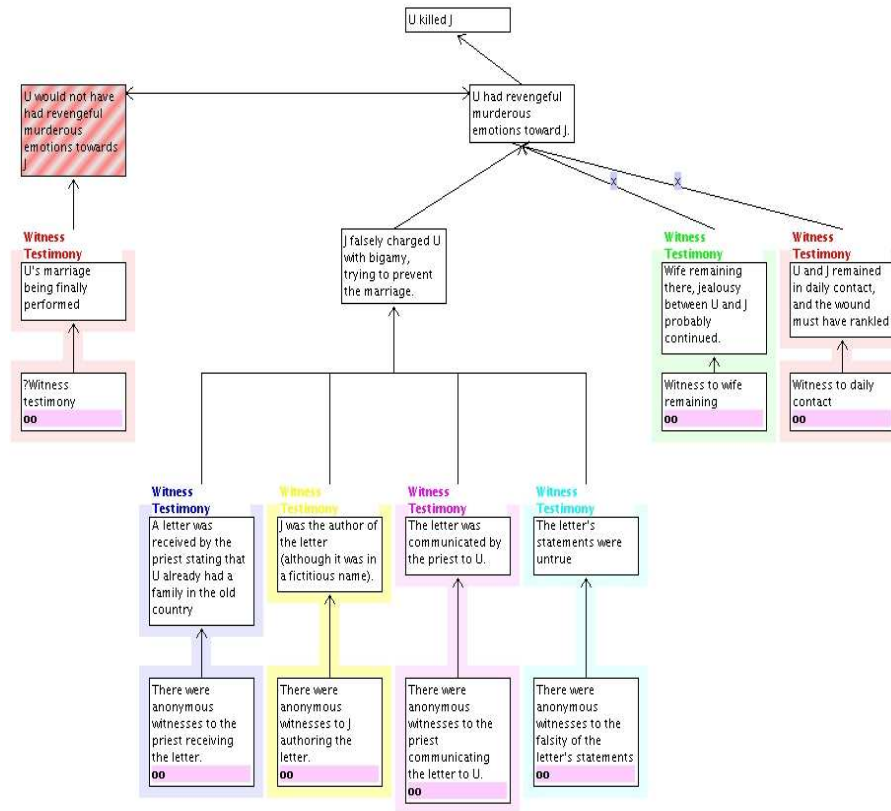 U killed J
U would not have
had revengeful
murderous
emotions towards
J
U had revengeful
murderous
emotions toward J.
X
X
J falsely charged U
with bigamy,
trying to prevent
the marriage.
Witness
Testimony
U's marriage
being finally
performed
Witness
Testimony
Wife remaining
there, jealousy
between U and J
probably
continued.
Witness
Testimony
U and J remained
in daily contact,
and the wound
must have rankled
?Witness
testimony
00
Witness to wife
remaining
00
Witness to daily
contact
00
Witness
Testimony
A letter was
received by the
priest stating that
U already had a
family in the old
country
Witness
Testimony
J was the author of
the letter
(although it was in
a fictitious name).
Witness
Testimony
The letter was
communicated by
the priest to U.
Witness
Testimony
The letter's
statements were
untrue
There were
anonymous
witnesses to the
priest receiving
the letter.
00
There were
anonymous
witnesses to J
authoring the
letter.
00
There were
anonymous
witnesses to the
priest
communicating
the letter to U.
00
There were
anonymous
witnesses to the
falsity of the
letter's statements
00